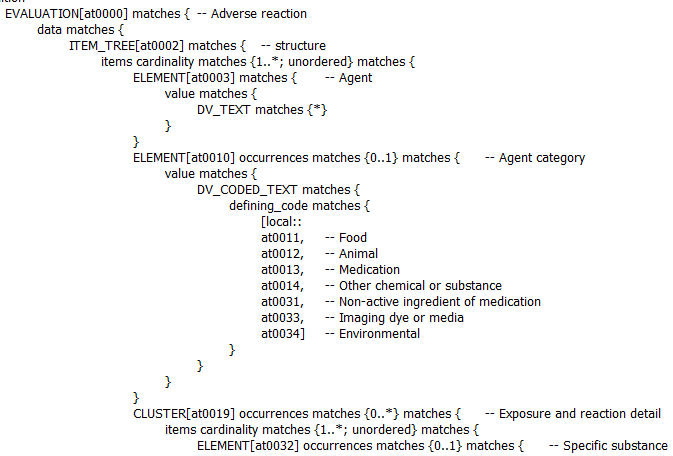 EVALUATION[at0000] matches { -- Adverse reaction
data matches {
ITEM_TREE[at0002] matches { -- structure
items cardinality matches {1..*; unordered} matches {
ELEMENT[at0003] matches { -- Agent
value matches {
DV_TEXT matches {*}
}
}
ELEMENT[at0010] occurrences matches {0..1} matches { -- Agent category
value matches {
DV_CODED_TEXT matches {
defining_code matches {
[local::
at0011, -- Food
at0012, -- Animal
at0013, -- Medication
at0014, -- Other chemical or substance
at0031, -- Non-active ingredient of medication
at0033, -- Imaging dye or media
at0034] -- Environmental
}
}
}
}
CLUSTER[at0019] occurrences matches {0..*} matches { -- Exposure and reaction detail
items cardinality matches {1..*; unordered} matches {
ELEMENT[at0032] occurrences matches {0..1} matches { -- Specific substance